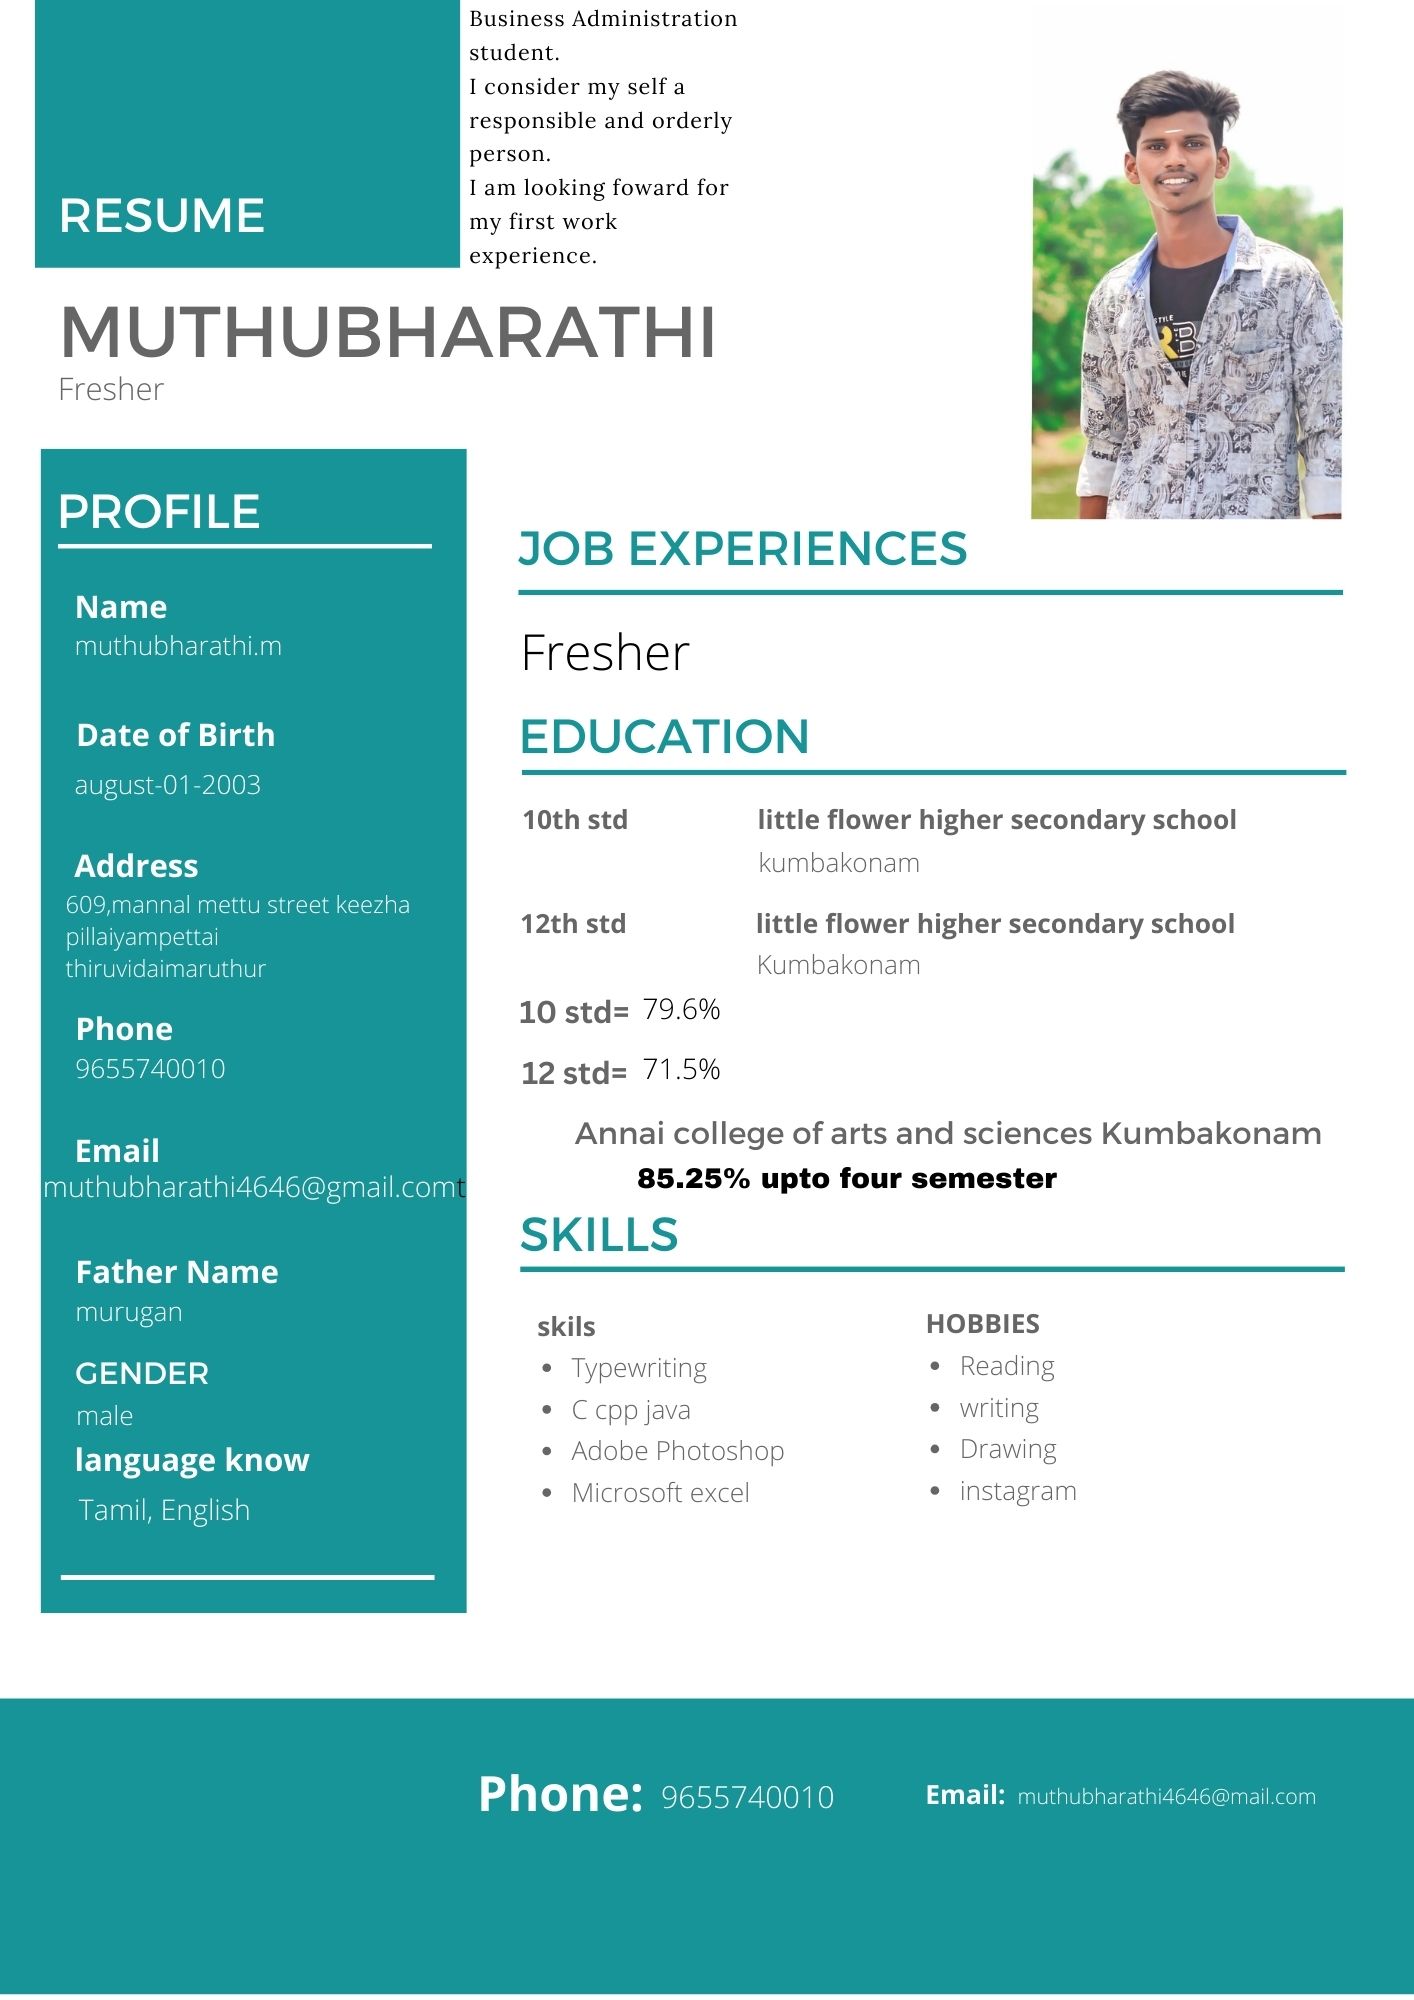 Business Administration
student.
I consider my self a
responsible and orderly
person.
I am looking foward for
my first work
experience.
RESUME
MUTHUBHARATHI
Fresher
PROFILE
Name
muthubharathi.m
Date of Birth
august-01-2003
Address
609,mannal mettu street keezha
pillaiyampettai
thiruvidaimaruthur
Phone
9655740010
Email
muthubharathi4646@gmail.comt
Father Name
murugan
GENDER
male
language know
Tamil, English
STYLE
RB
JOB EXPERIENCES
Fresher
EDUCATION
10th std little flower higher secondary school
kumbakonam
12th std little flower higher secondary school
Kumbakonam
10 std= 79.6%
12 std= 71.5%
Annai college of arts and sciences Kumbakonam
85.25% upto four semester
SKILLS
skils
• Typewriting
• C cpp java
• Adobe Photoshop
• Microsoft excel
HOBBIES
• Reading
• writing
• Drawing
• instagram
Phone: 9655740010
Email: muthubharathi4646@mail.com